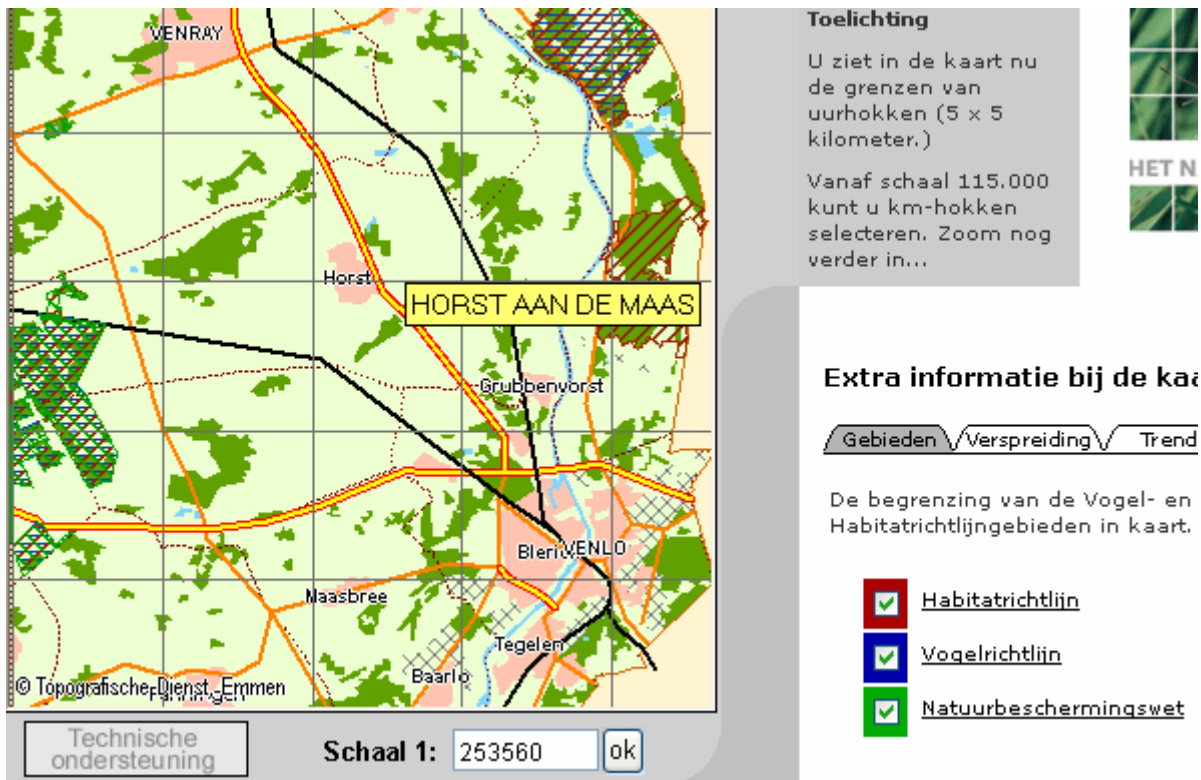 VENRAY
Horst
HORST AAN DE MAAS
Grubbenvorst
VENLO
Maasbree
Tegelen
Baarlo
© Topografische Dienst, Emmen
Technische
ondersteuning
Schaal 1: 253560 ok
Toelichting
U ziet in de kaart nu
de grenzen van
uurhokken (5 x 5
kilometer.)
Vanaf schaal 115.000
kunt u km-hokken
selecteren. Zoom nog
verder in...
HET N
Extra informatie bij de kaa
Gebieden Verspreiding Trend
De begrenzing van de Vogel- en
Habitatrichtlijngebieden in kaart.
Habitatrichtlijn
Vogelrichtlijn
Natuurbeschermingswet